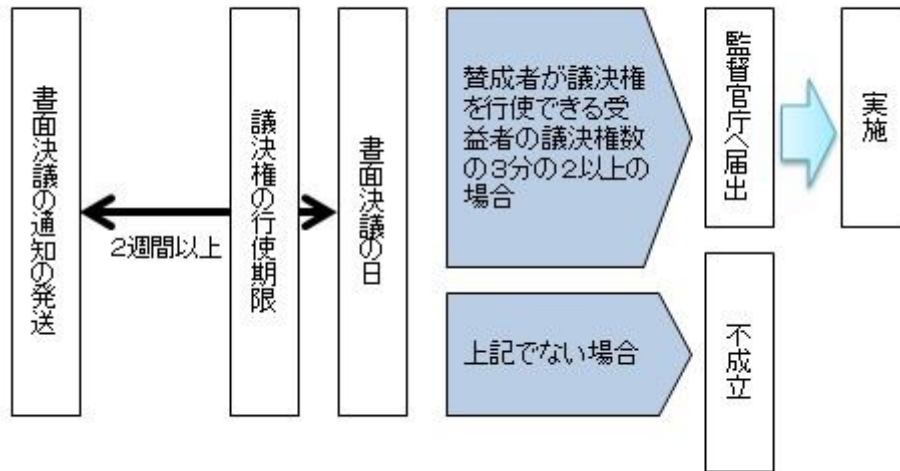 書面決議の通知の発送
2週間以上
議決権の行使期限
書面決議の日
賛成者が議決権
を行使できる受
益者の議決権数
の3分の2以上の
場合
監督官庁へ届出
実施
上記でない場合
不成立